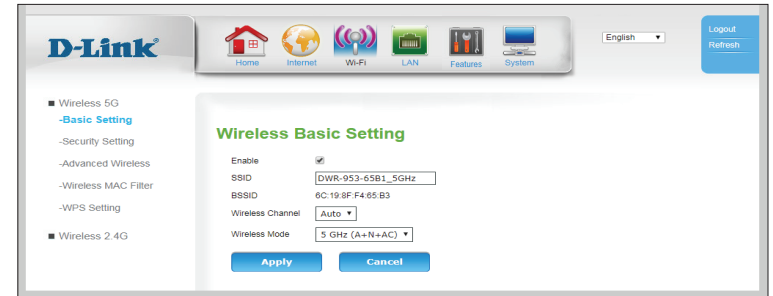 D-Link
Home Internet Wi-Fi LAN Features System
English
Logout
Refresh
Wireless 5G
-Basic Setting
-Security Setting
-Advanced Wireless
-Wireless MAC Filter
-WPS Setting
Wireless 2.4G
Wireless Basic Setting
Enable
SSID DWR-953-65B1_5GHz
BSSID 6C:19:8F:F4:65:B3
Wireless Channel Auto
Wireless Mode 5 GHz (A+N+AC)
Apply Cancel